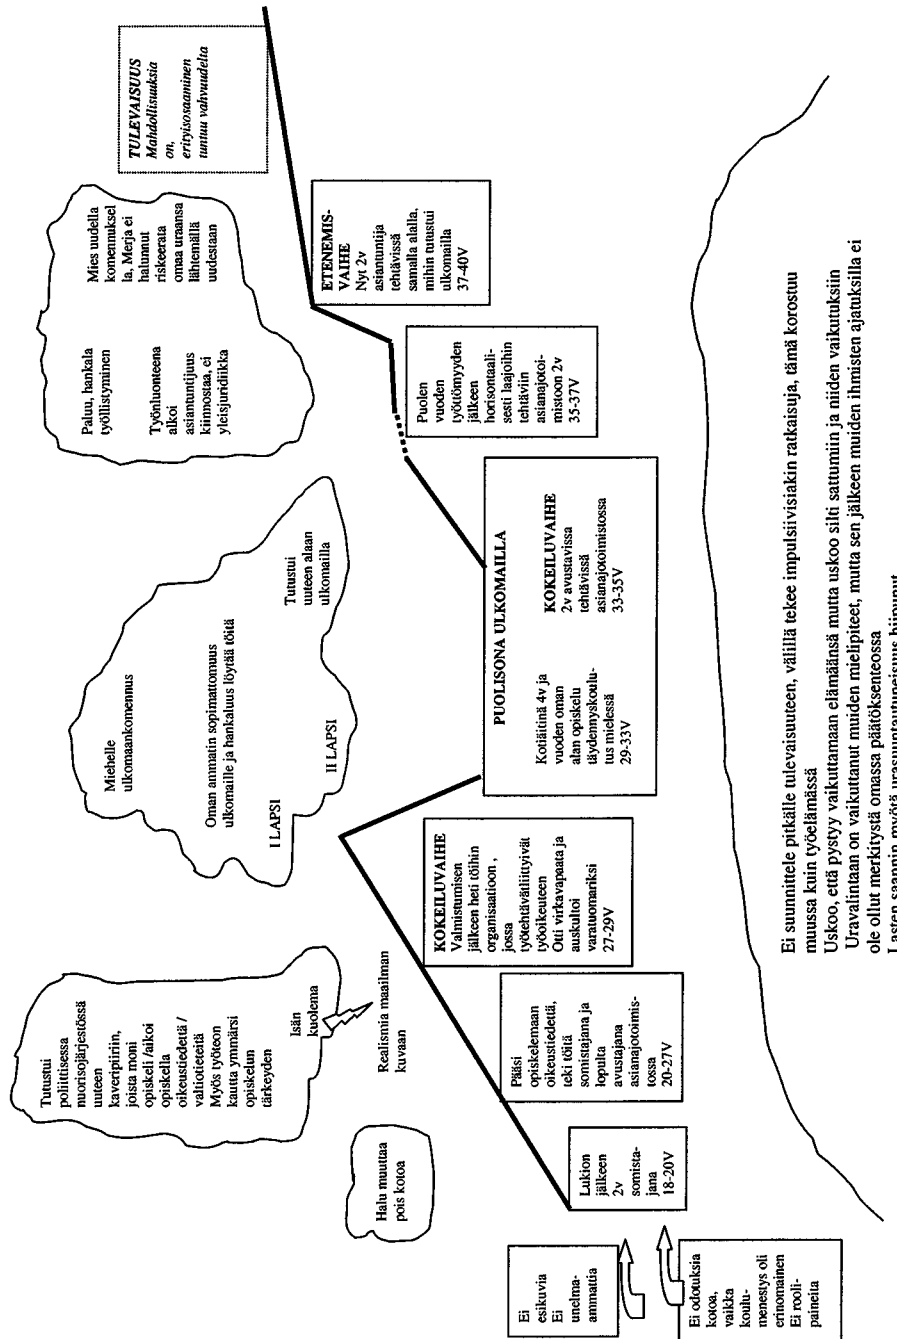 Ei
esikuvia
Ei
unelma-
ammattia
Ei odotuksia
kotoa,
vaikka
koulu-
menestys oli
erinomainen
Ei rooli-
paineita
Halu muuttaa
pois kotoa
Lukion
jälkeen
2v
somista-
jana
18-20V
Tutustui
poliittisessa
nuorisojärjestössä
uuteen
kaveripiiriin,
joista moni
opiskeli /aikoi
opiskella
oikeustiedettä /
valtiotieteitä
Myös työteon
kautta ymmärsi
opiskelun
tärkeyden
Isän
kuolema
Realismia maailman
kuvaan
Pääsi
opiskelemaan
oikeustiedettä,
teki töitä
somistajana ja
lopulta
avustajana
asianajotoimis-
tossa
20-27V
KOKEILUVAIHE
Valmistumisen
jälkeen heti töihin
organisaatioon ,
jossa
työtehtävätliittyivät
työoikeuteen
Otti virkavapaata ja
auskultoi
varatuomariksi
27-29V
Miehelle
ulkomaankomennus
Oman ammatin sopimattomuus
ulkomaille ja hankaluus löytää töitä
I LAPSI
II LAPSI
Tutustui
uuteen alaan
ulkomailla
PUOLISONA ULKOMAILLA
Kotiäitinä 4v ja
vuoden oman
alan opiskelu
täydennyskoulu-
tus mielessä
29-33V
KOKEILUVAIHE
2v avustavissa
tehtävissä
asianajotoimistossa
33-35V
Paluu, hankala
työllistyminen
Työnluonteena
alkoi
asiantuntijuus
kiinnostaa, ei
yleisjuridiikka
Mies uudella
komennuksel
la, Merja ei
halunnut
riskeerata
omaa uraansa
lähtemällä
uudestaan
Puolen
vuoden
työttömyyden
jälkeen
horisontaali-
sesti laajoihin
tehtäviin
asianajotoi-
mistoon 2v
35-37V
ETENEMIS-
VAIHE
Nyt 2v
asiantuntija
tehtävissä
samalla alalla,
mihin tutustui
ulkomailla
37-40V
TULEVAISUUS
Mahdollisuuksia
on,
erityisosaaminen
tuntuu vahvuudelta
Ei suunnittele pitkälle tulevaisuuteen, välillä tekee impulsiivisiakin ratkaisuja, tämä korostuu
muussa kuin työelämässä
Uskoo, että pystyy vaikuttamaan elämäänsä mutta uskoo silti sattumiin ja niiden vaikutuksiin
Uravalintaan on vaikuttanut muiden mielipiteet, mutta sen jälkeen muiden ihmisten ajatuksilla ei
ole ollut merkitystä omassa päätöksenteossa
Lasten saannin myötä urasuuntautuneisuus hiipunut